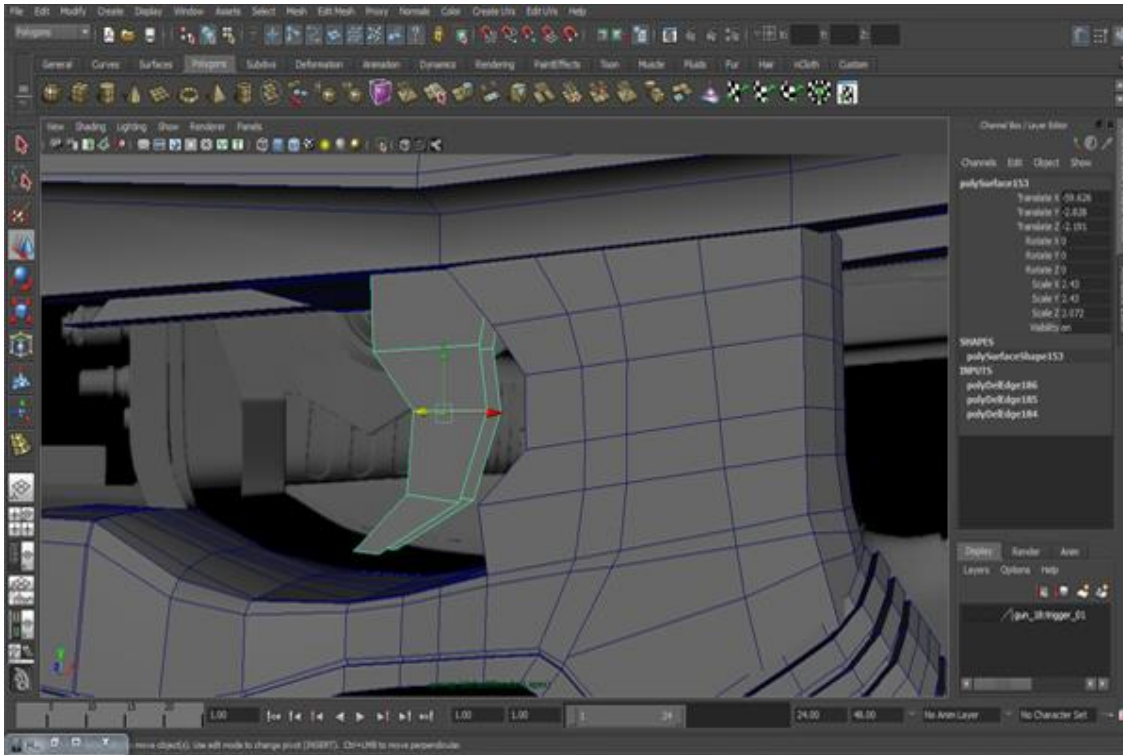 File Edit Modify Create Display Window Assets Select Mesh Edit Mesh Proxy Normals Color Create UVs Edit UVs Help
Polygons
General Curves Surfaces Polygons Subdivs Deformation Animation Dynamics Rendering PaintEffects Toon Muscle Fluids Fur Hair nCloth Custom
View Shading Lighting Show Renderer Panels
Channel Box / Layer Editor
Channels Edit Object Show
polySurface153
Translate X -59.626
Translate Y -2.828
Translate Z -2.191
Rotate X 0
Rotate Y 0
Rotate Z 0
Scale X 2.43
Scale Y 2.43
Scale Z 2.072
Visibility on
SHAPES
polySurfaceShape153
INPUTS
polyDelEdge186
polyDelEdge185
polyDelEdge184
Display Render Anim
Layers Options Help
gun_18:trigger_01
5 10 15 20
1.00 1.00 1.00 1 24 24.00 48.00 No Anim Layer No Character Set
move object(s). Use edit mode to change pivot (INSERT). Ctrl+LMB to move perpendicular.